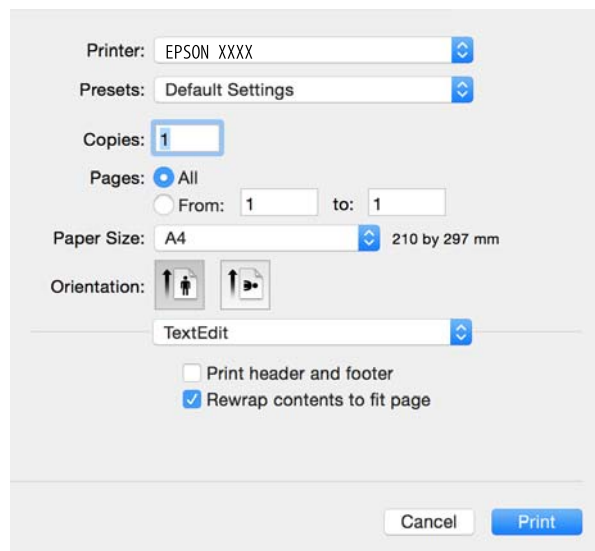 Printer: EPSON XXXX
Presets: Default Settings
Copies: 1
Pages: All
From: 1 to: 1
Paper Size: A4 210 by 297 mm
Orientation:
TextEdit
Print header and footer
Rewrap contents to fit page
Cancel Print